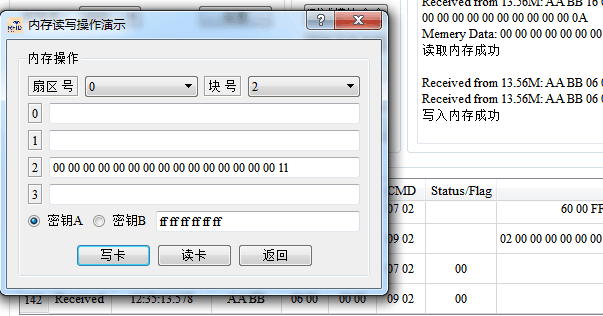 内存读写操作演示
内存操作
扇区 号 0 块 号 2
0
1
2 00 00 00 00 00 00 00 00 00 00 00 00 00 00 00 11
3
密钥A 密钥B ff ff ff ff ff ff
写卡 读卡 返回
Received from 13.56M: AA BB 16 0
00 00 00 00 00 00 00 00 00 00 0A
Memery Data: 00 00 00 00 00 00 00
读取内存成功
Received from 13.56M: AA BB 06 0
Received from 13.56M: AA BB 06 0
写入内存成功
CMD Status/Flag
07 02 60 00 FF
09 02 02 00 00 00 00 00 00
07 02 00
142 Received 12:35:13.578 AA BB 06 00 00 00 09 02 00